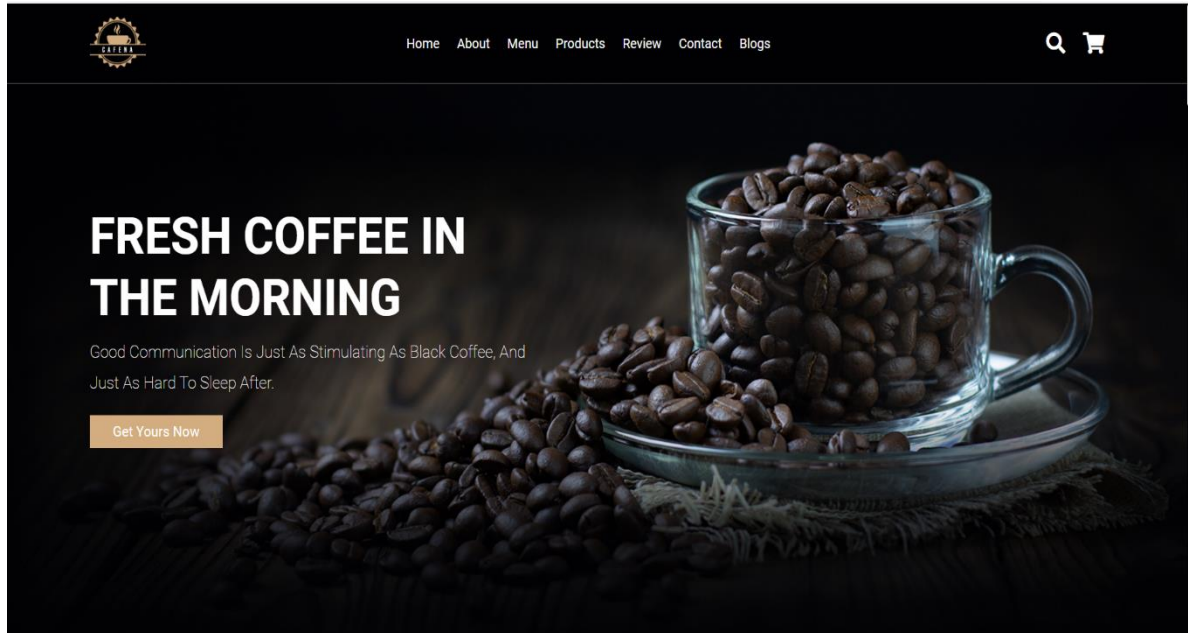 CAFENA
Home About Menu Products Review Contact Blogs
FRESH COFFEE IN
THE MORNING
Good Communication Is Just As Stimulating As Black Coffee, And
Just As Hard To Sleep After.
Get Yours Now